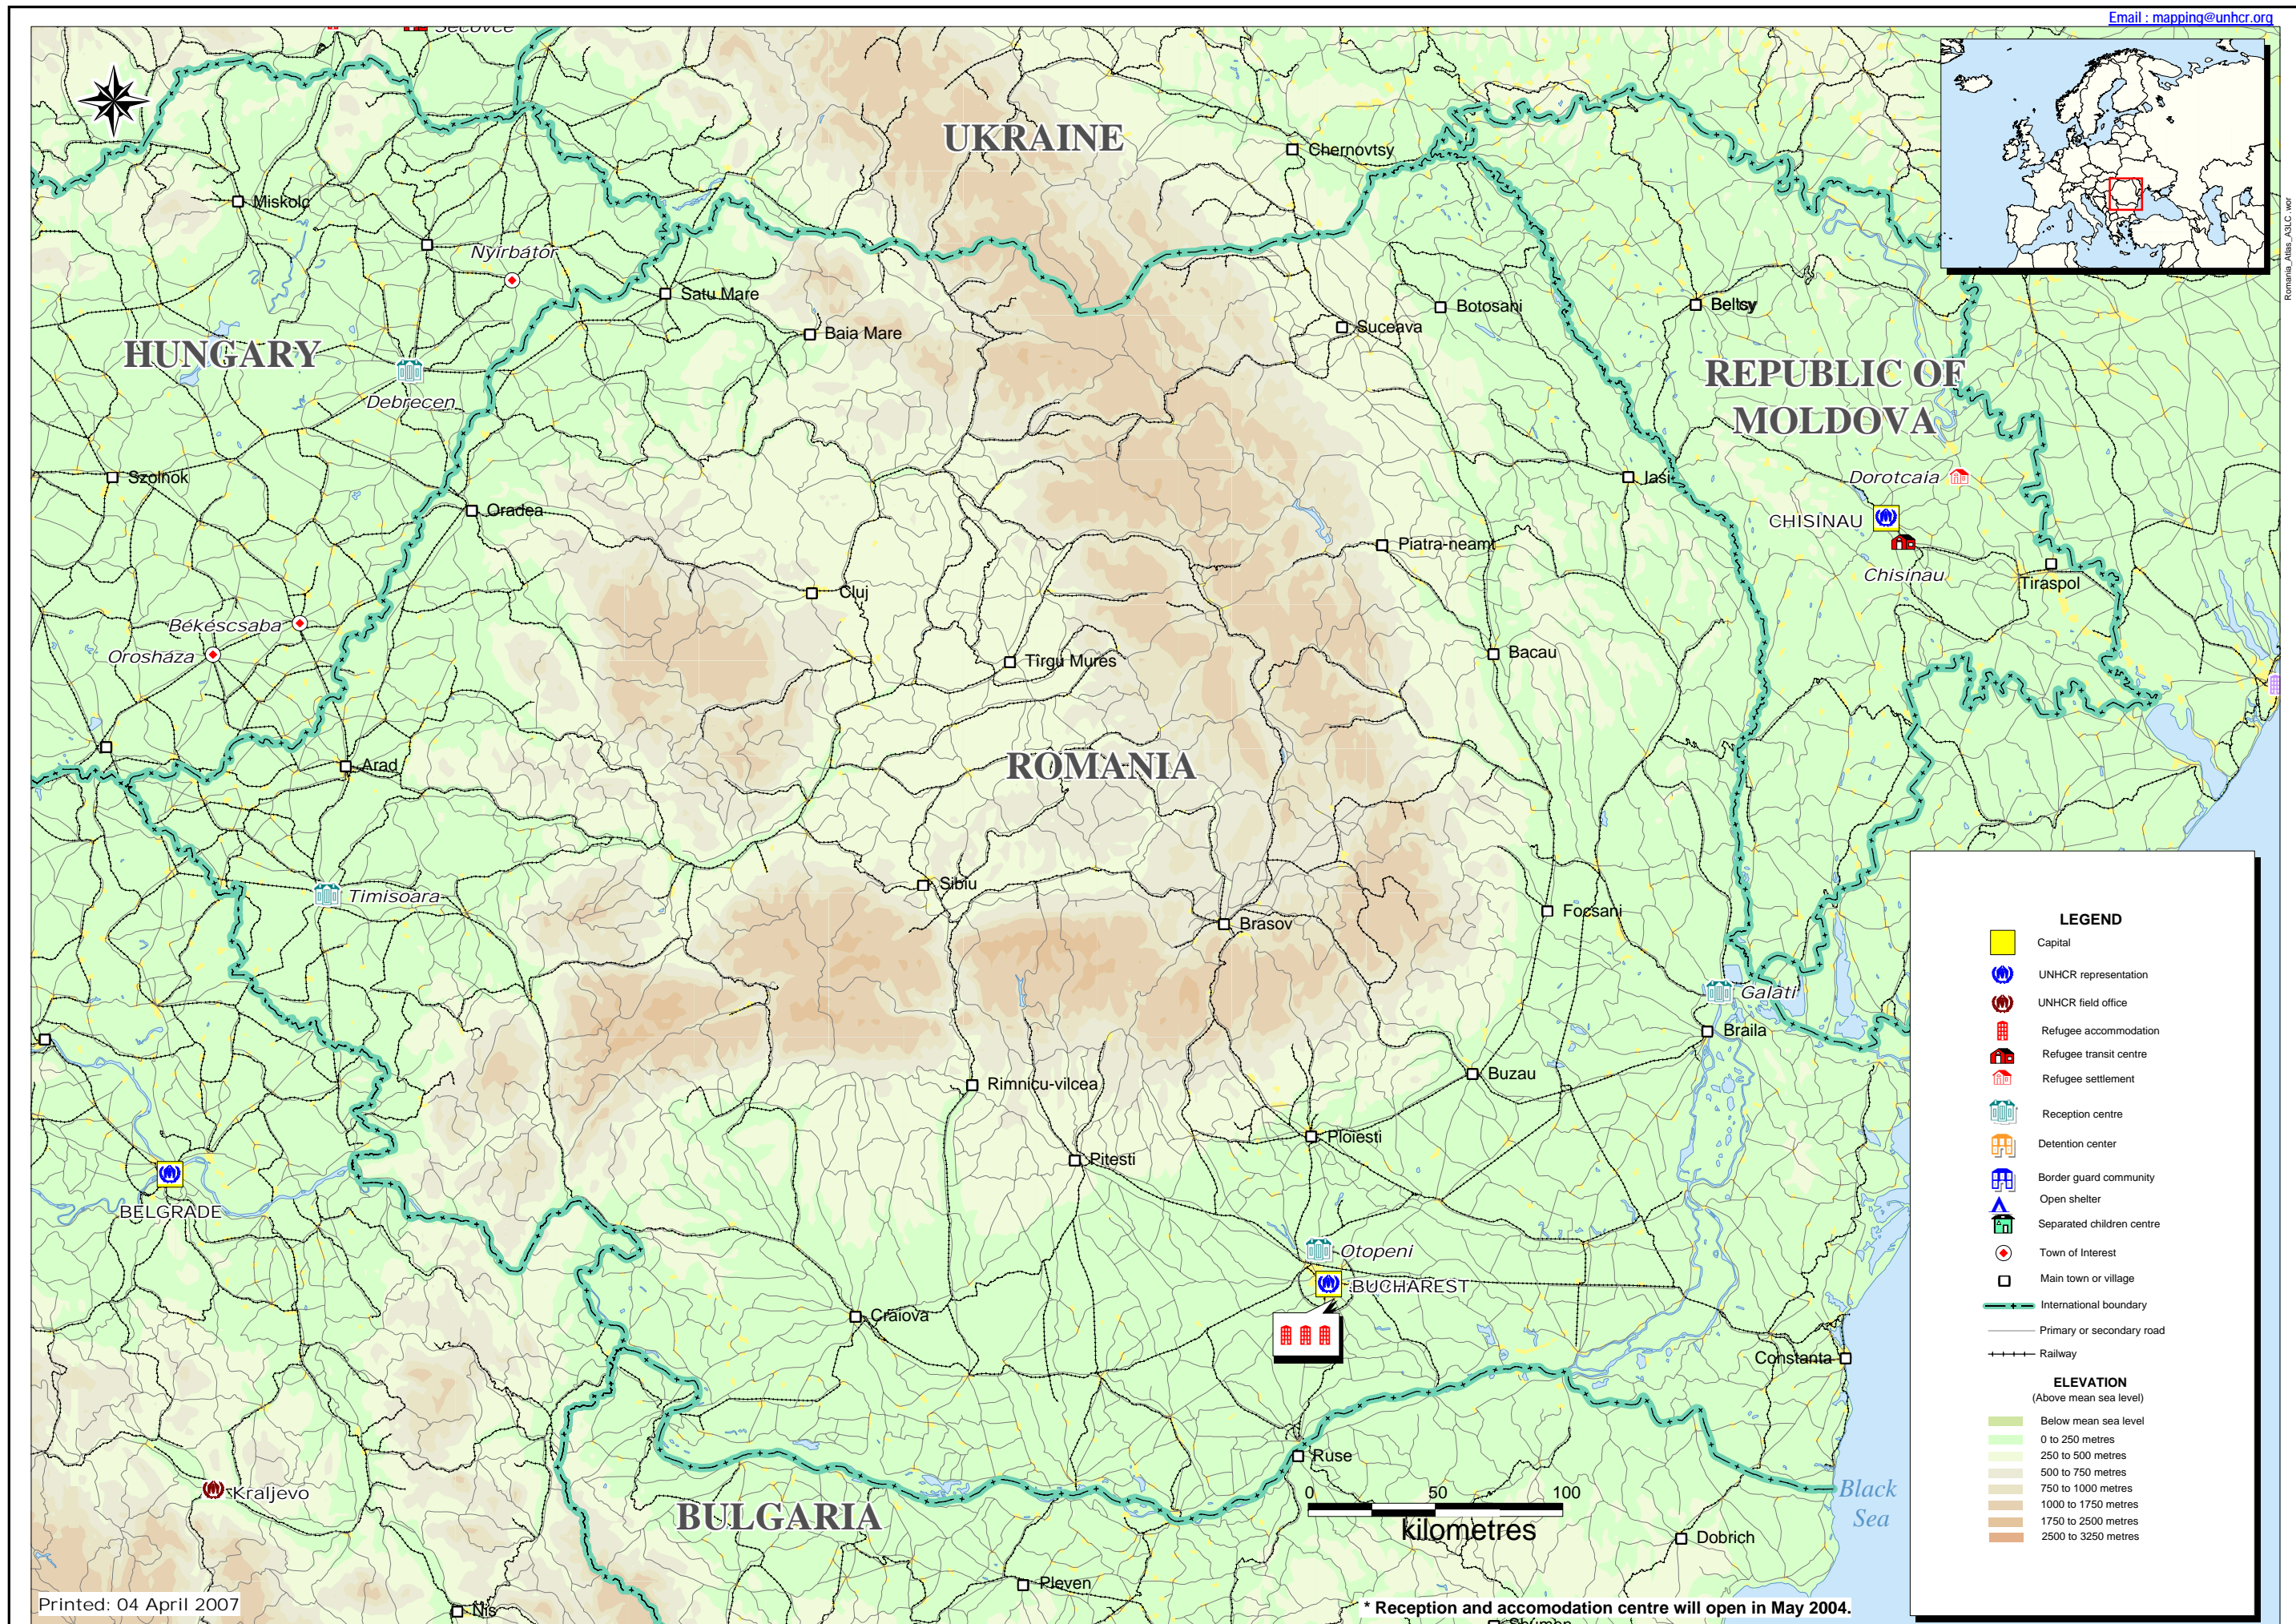 Email : mapping@unhcr.org
Romania_Atlas_A3LC.wor
Secovce
UKRAINE
Chernovtsy
Miskolc
Nyírbátor
Satu Mare
Baia Mare
Botosani
Suceava
Beltsy
HUNGARY
Debrecen
REPUBLIC OF
MOLDOVA
Szolnok
Oradea
Iasi
Dorotcaia
CHISINAU
Chisinau
Tiraspol
Piatra-neamt
Cluj
Békéscsaba
Orosháza
Tîrgu Mures
Bacau
Arad
ROMANIA
Timisoara
Sibiu
Brasov
Focsani
Galati
Braila
Rimnicu-vilcea
Buzau
Ploiesti
Pitesti
BELGRADE
Otopeni
BUCHAREST
Craiova
Constanta
Ruse
Kraljevo
BULGARIA
Black
Sea
0 50 100
kilometres
Dobrich
Pleven
Nis
Shumen
Printed: 04 April 2007
* Reception and accomodation centre will open in May 2004.
LEGEND
Capital
UNHCR representation
UNHCR field office
Refugee accommodation
Refugee transit centre
Refugee settlement
Reception centre
Detention center
Border guard community
Open shelter
Separated children centre
Town of Interest
Main town or village
International boundary
Primary or secondary road
Railway
ELEVATION
(Above mean sea level)
Below mean sea level
0 to 250 metres
250 to 500 metres
500 to 750 metres
750 to 1000 metres
1000 to 1750 metres
1750 to 2500 metres
2500 to 3250 metres